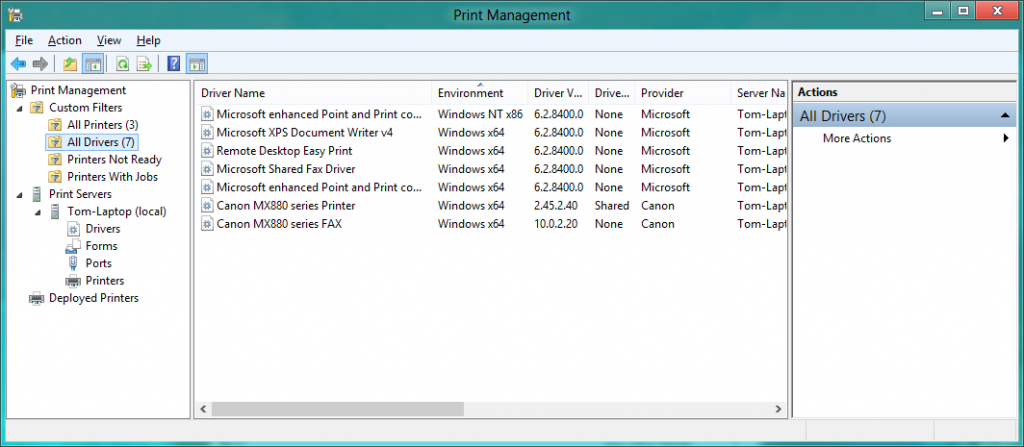 Print Management
File Action View Help
Print Management
Custom Filters
All Printers (3)
All Drivers (7)
Printers Not Ready
Printers With Jobs
Print Servers
Tom-Laptop (local)
Drivers
Forms
Ports
Printers
Deployed Printers
Driver Name Environment Driver V... Drive... Provider Server Na
Microsoft enhanced Point and Print co... Windows NT x86 6.2.8400.0 None Microsoft Tom-Lapt
Microsoft XPS Document Writer v4 Windows x64 6.2.8400.0 None Microsoft Tom-Lapt
Remote Desktop Easy Print Windows x64 6.2.8400.0 None Microsoft Tom-Lapt
Microsoft Shared Fax Driver Windows x64 6.2.8400.0 None Microsoft Tom-Lapt
Microsoft enhanced Point and Print co... Windows x64 6.2.8400.0 None Microsoft Tom-Lapt
Canon MX880 series Printer Windows x64 2.45.2.40 Shared Canon Tom-Lapt
Canon MX880 series FAX Windows x64 10.0.2.20 None Canon Tom-Lapt
Actions
All Drivers (7)
More Actions